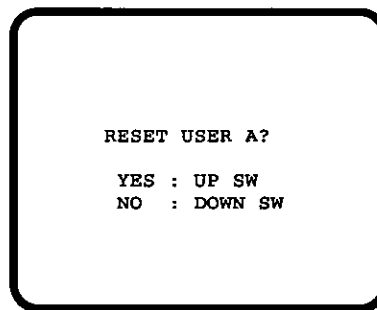 RESET USER A?
YES : UP SW
NO : DOWN SW